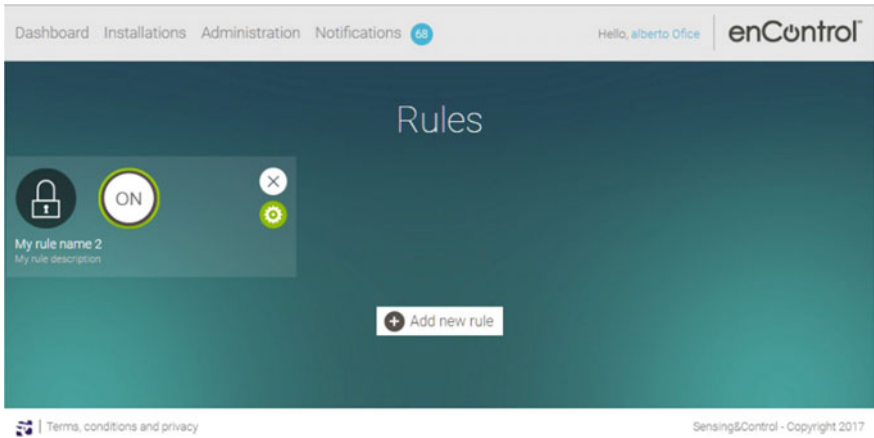 Dashboard Installations Administration Notifications 68
Hello, alberto Ofice
enControl™
Rules
ON
My rule name 2
My rule description
Add new rule
Terms, conditions and privacy
Sensing&Control - Copyright 2017